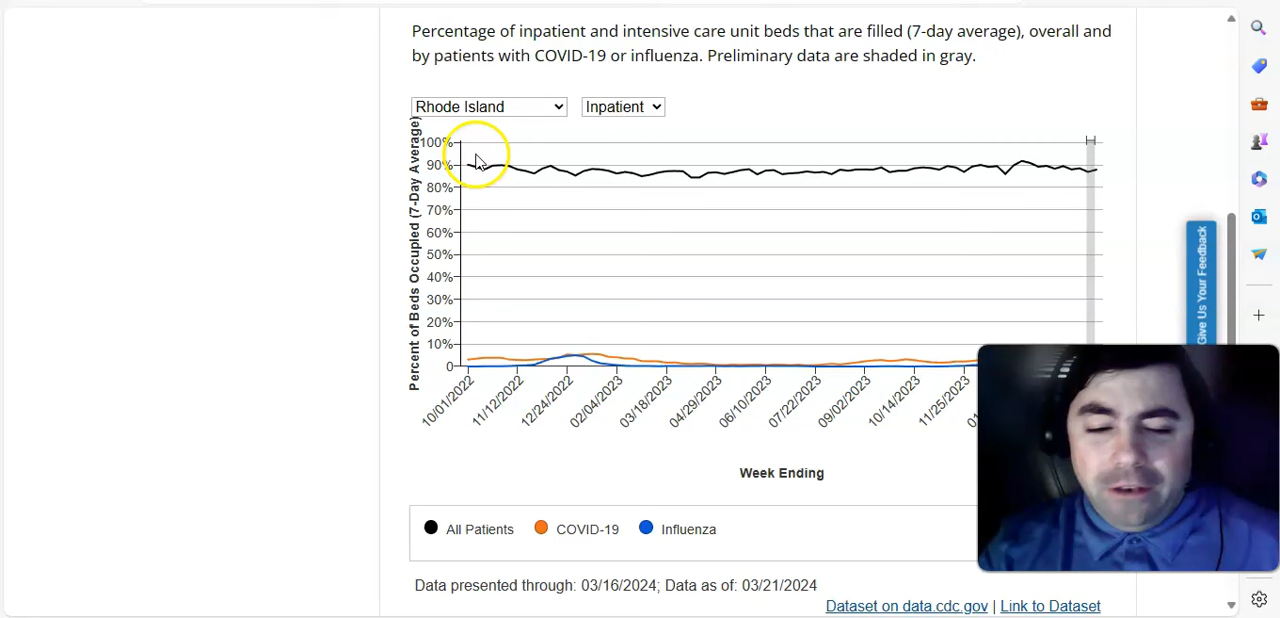 Percentage of inpatient and intensive care unit beds that are filled (7-day average), overall and
by patients with COVID-19 or influenza. Preliminary data are shaded in gray.
Rhode Island
Inpatient
Percent of Beds Occupied (7-Day Average)
100%
90%
80%
70%
60%
50%
40%
30%
20%
10%
0
10/01/2022
11/12/2022
12/24/2022
02/04/2023
03/18/2023
04/29/2023
06/10/2023
07/22/2023
09/02/2023
10/14/2023
11/25/2023
Week Ending
All Patients
COVID-19
Influenza
Data presented through: 03/16/2024; Data as of: 03/21/2024
Dataset on data.cdc.gov | Link to Dataset
Give Us Your Feedback